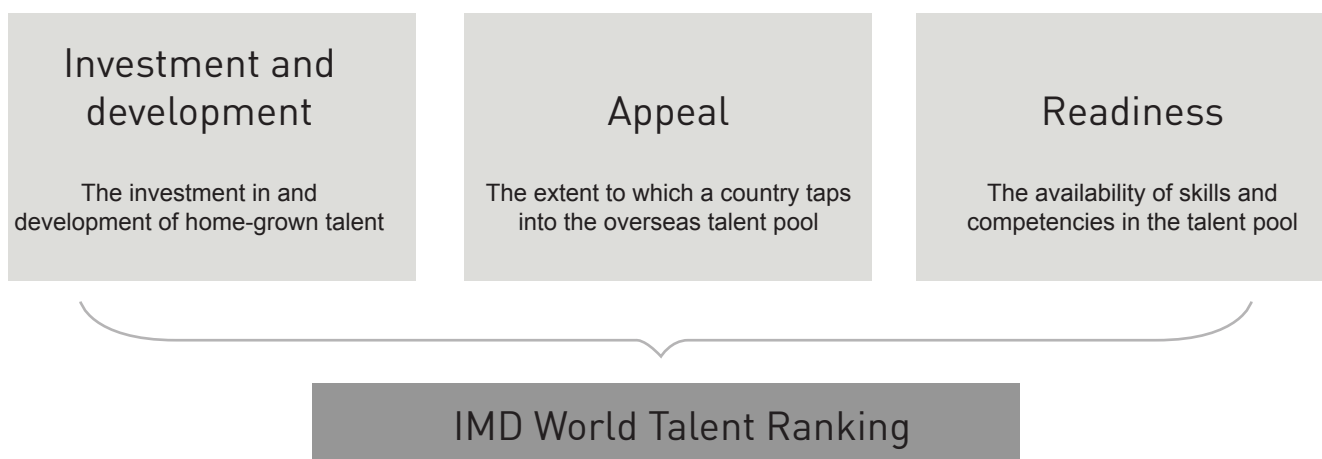 Investment and
development
The investment in and
development of home-grown talent
Appeal
The extent to which a country taps
into the overseas talent pool
Readiness
The availability of skills and
competencies in the talent pool
IMD World Talent Ranking